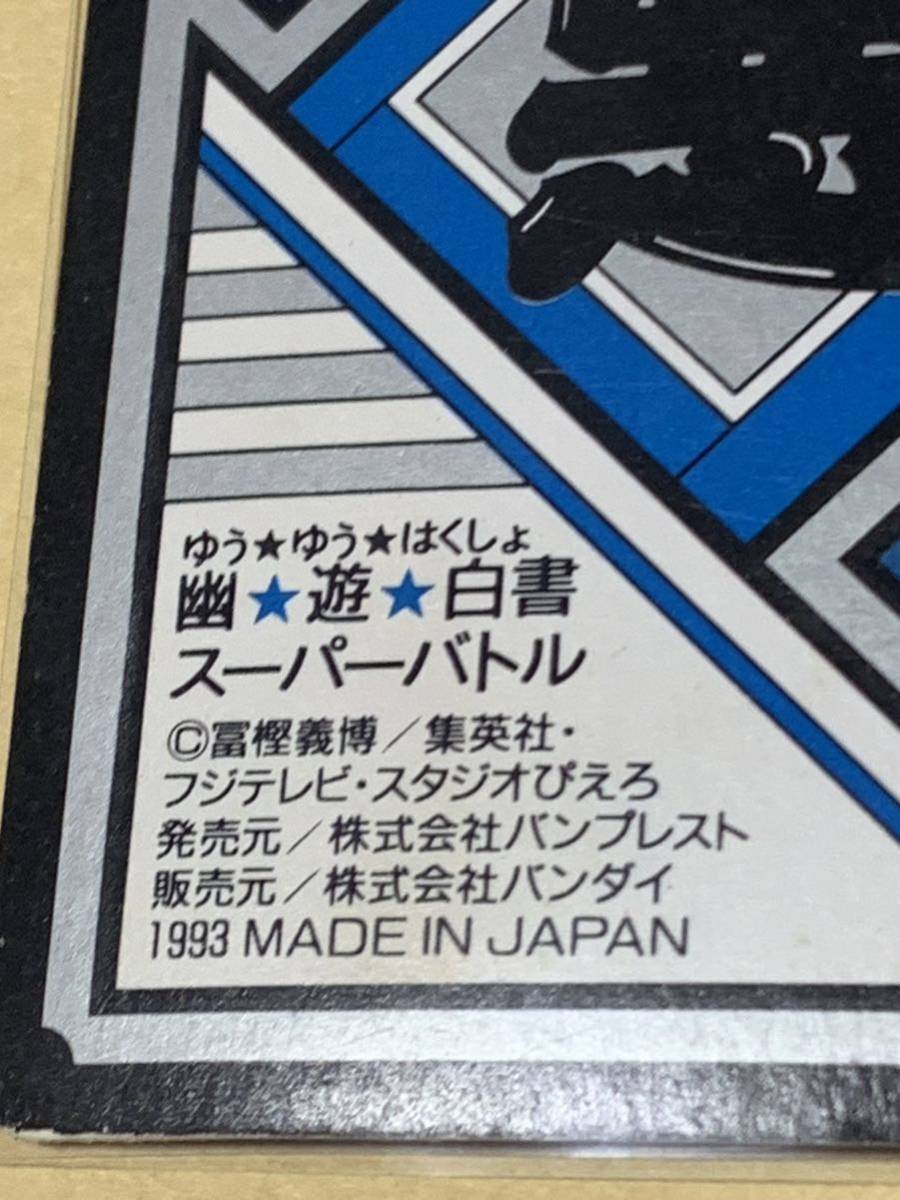 ゆう★ゆう★はくしょ
幽★遊★白書
スーパーバトル
©冨樫義博／集英社・
フジテレビ・スタジオぴえろ
発売元／株式会社バンプレスト
販売元／株式会社バンダイ
1993 MADE IN JAPAN